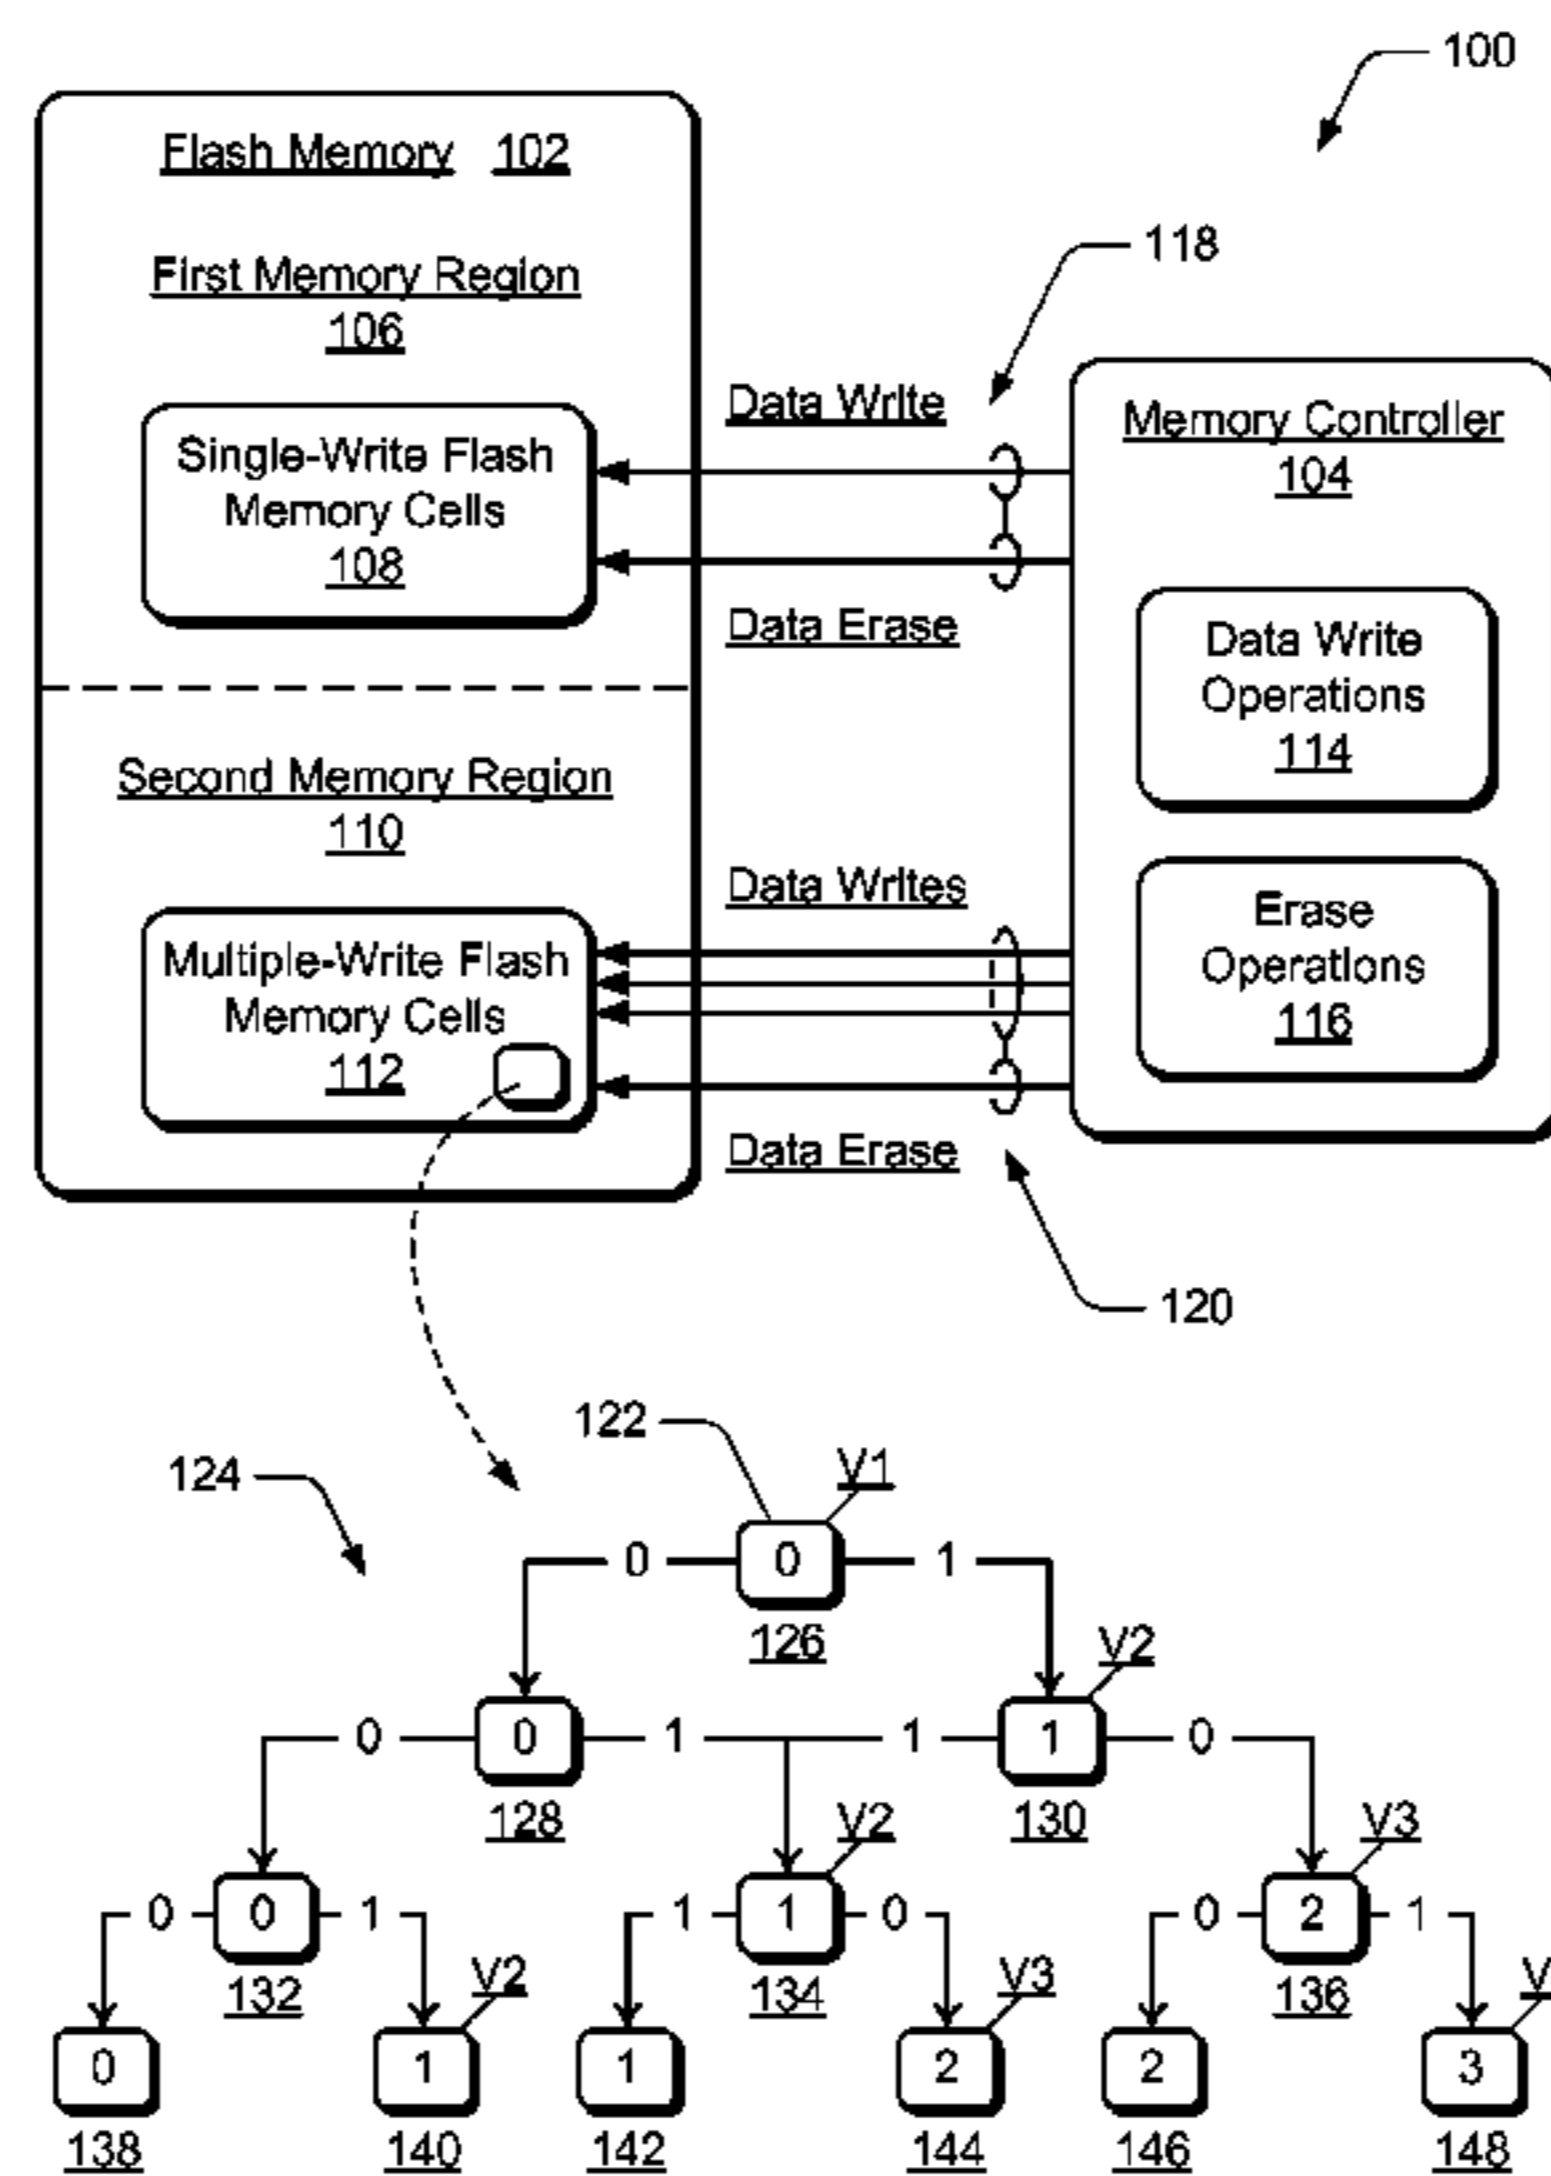 100
Flash Memory 102
First Memory Region
106
Single-Write Flash
Memory Cells
108
Second Memory Region
110
Multiple-Write Flash
Memory Cells
112
118
Data Write
Data Erase
Data Writes
Data Erase
120
Memory Controller
104
Data Write
Operations
114
Erase
Operations
116
122
V1
124
0 0 1
126
V2
0 0 1 1 1 0
128
V2
130
V3
0 0 1 1 1 0 0 2 1
132
V2
134
V3
136
V
0 1 1 2 2 3
138 140 142 144 146 148